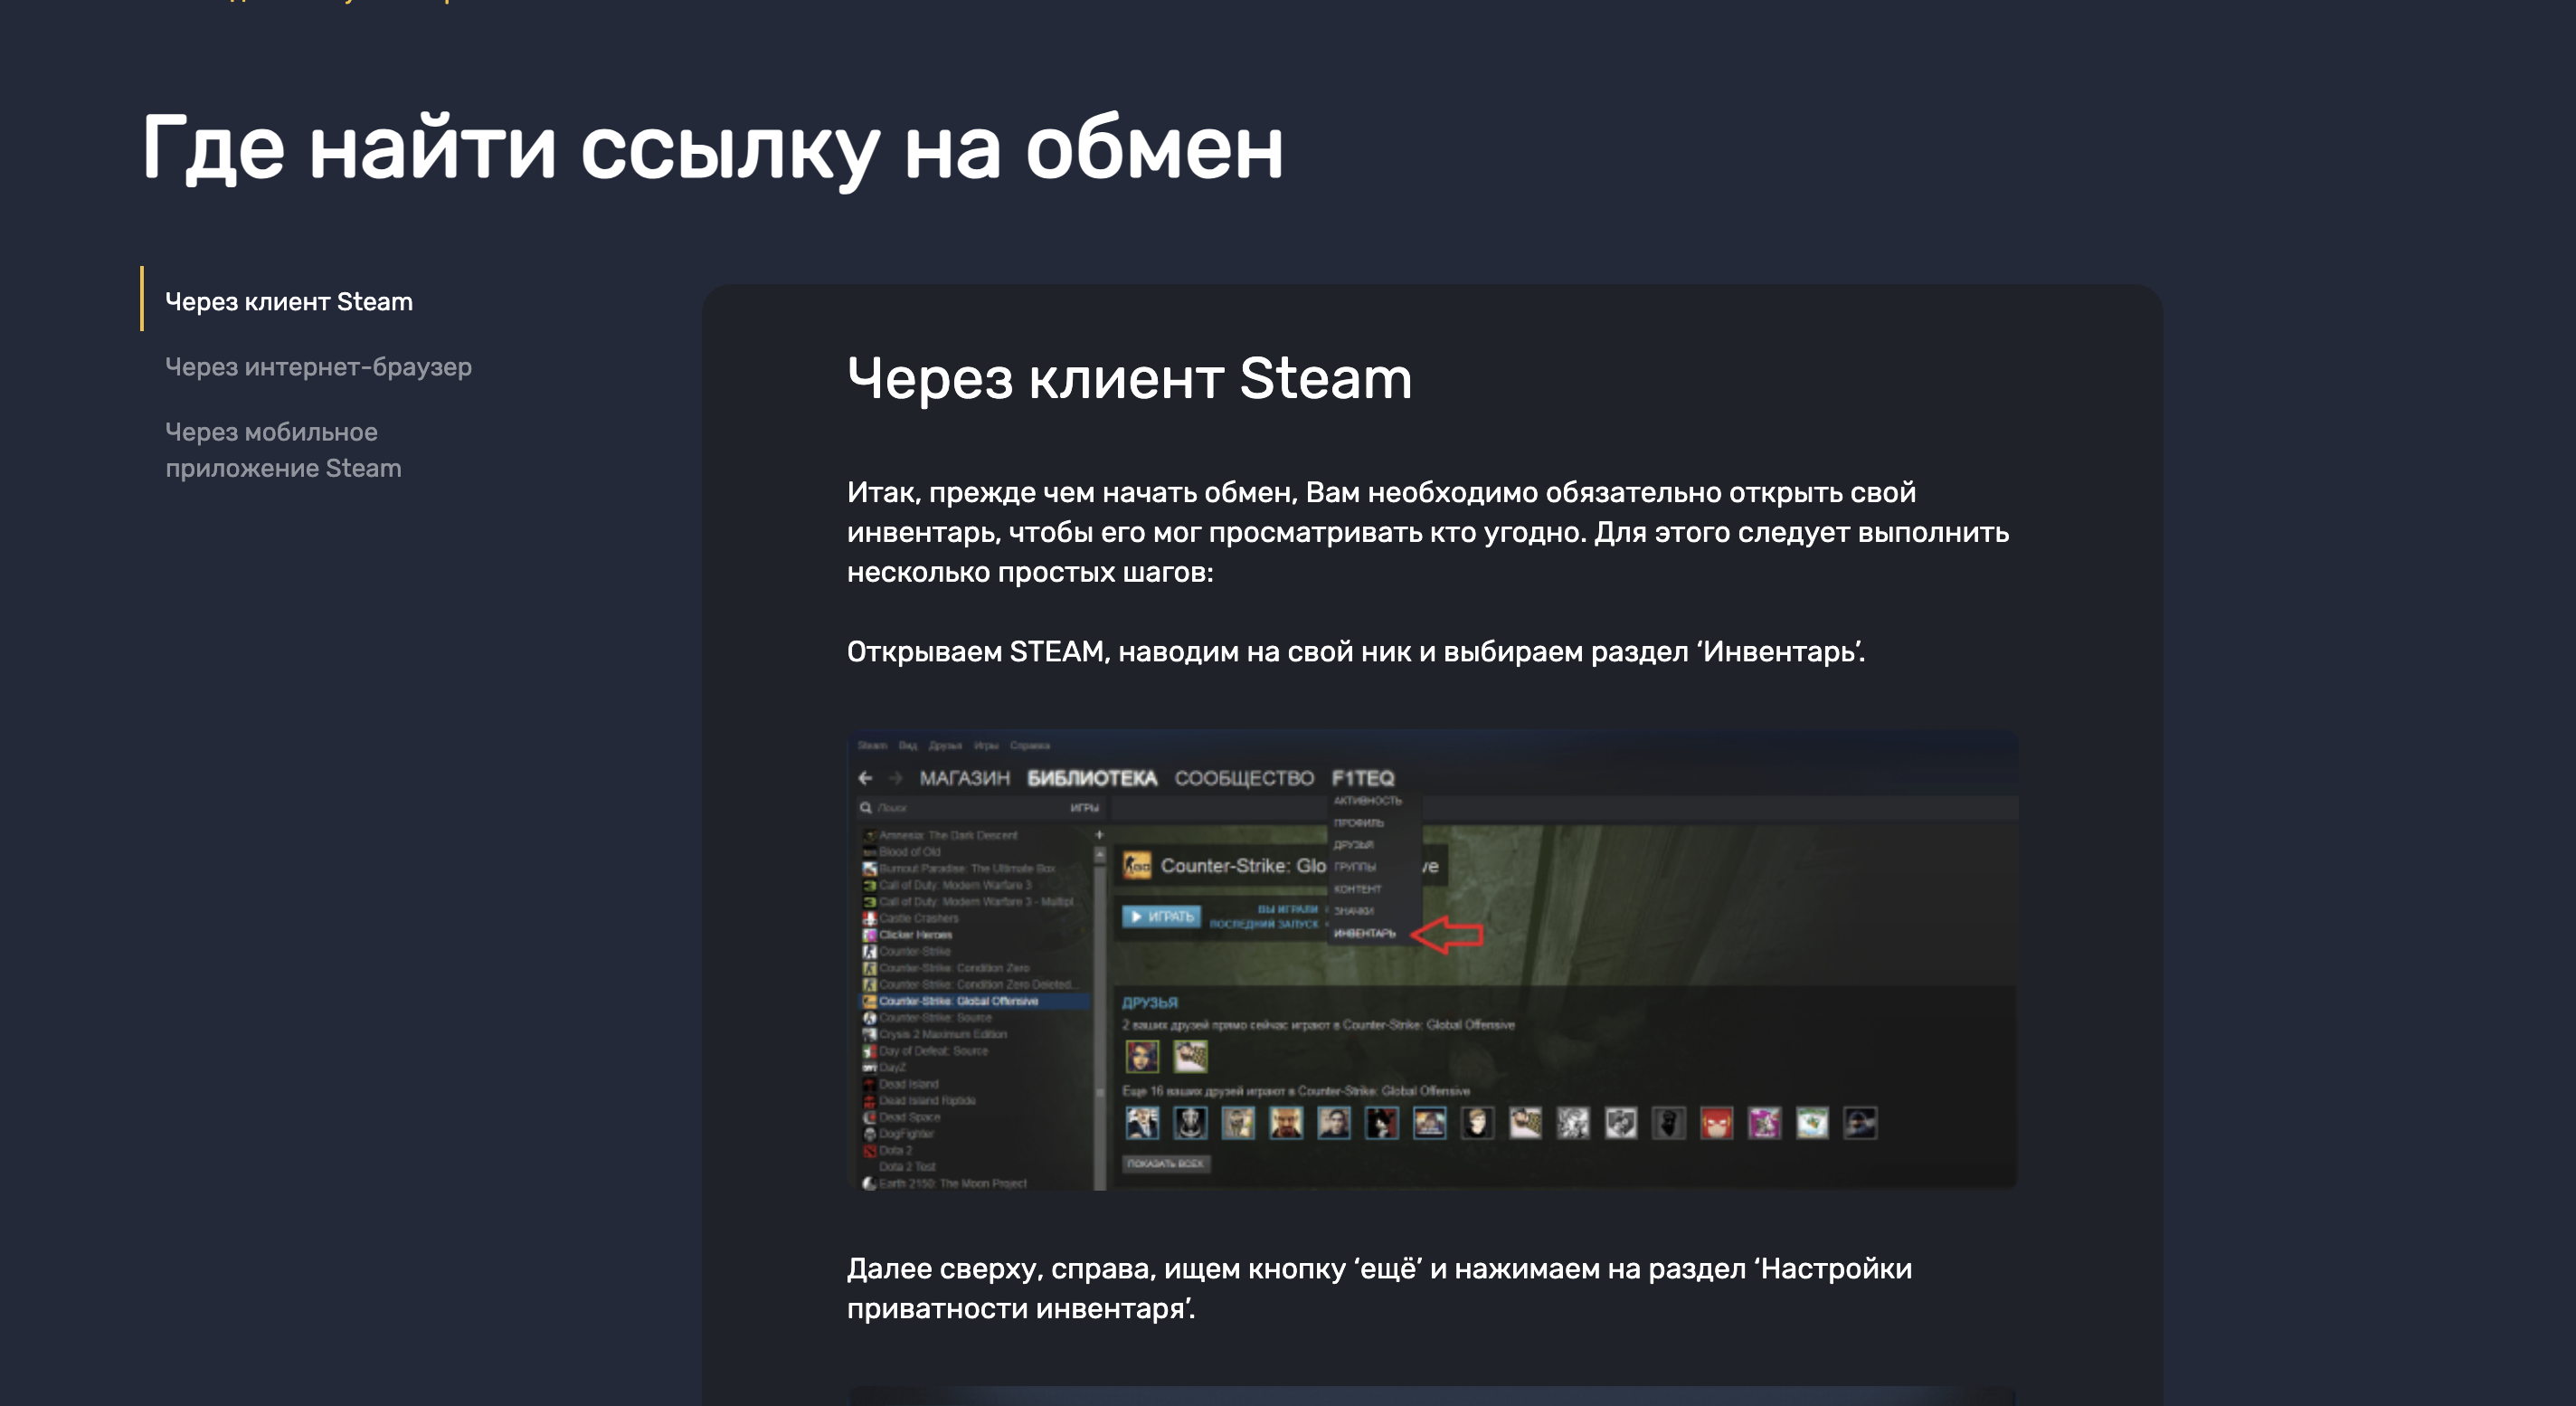 Где найти ссылку на обмен
Через клиент Steam
Через интернет-браузер
Через мобильное
приложение Steam
Через клиент Steam
Итак, прежде чем начать обмен, Вам необходимо обязательно открыть свой
инвентарь, чтобы его мог просматривать кто угодно. Для этого следует выполнить
несколько простых шагов:
Открываем STEAM, наводим на свой ник и выбираем раздел ‘Инвентарь’.
Steam Вид Друзья Игры Справка
МАГАЗИН БИБЛИОТЕКА СООБЩЕСТВО F1TEQ
Поиск ИГРЫ
АКТИВНОСТЬ
ПРОФИЛЬ
ДРУЗЬЯ
ГРУППЫ
КОНТЕНТ
ЗНАЧКИ
ИНВЕНТАРЬ
Amnesia: The Dark Descent
Blood of Old
Burnout Paradise: The Ultimate Box
Call of Duty: Modern Warfare 3
Call of Duty: Modern Warfare 3 - Multipl
Castle Crashers
Clicker Heroes
Counter-Strike
Counter-Strike: Condition Zero
Counter-Strike: Condition Zero Deleted...
Counter-Strike: Global Offensive
Counter-Strike: Source
Crysis 2 Maximum Edition
Day of Defeat: Source
DayZ
Dead Island
Dead Island Riptide
Dead Space
DogFighter
Dota 2
Dota 2 Test
Earth 2150: The Moon Project
Counter-Strike: Glo ve
ИГРАТЬ
ВЫ ИГРАЛИ
ПОСЛЕДНИЙ ЗАПУСК
ДРУЗЬЯ
2 ваших друзей прямо сейчас играют в Counter-Strike: Global Offensive
Еще 16 ваших друзей играют в Counter-Strike: Global Offensive
ПОКАЗАТЬ ВСЕХ
Далее сверху, справа, ищем кнопку ‘ещё’ и нажимаем на раздел ‘Настройки
приватности инвентаря’.